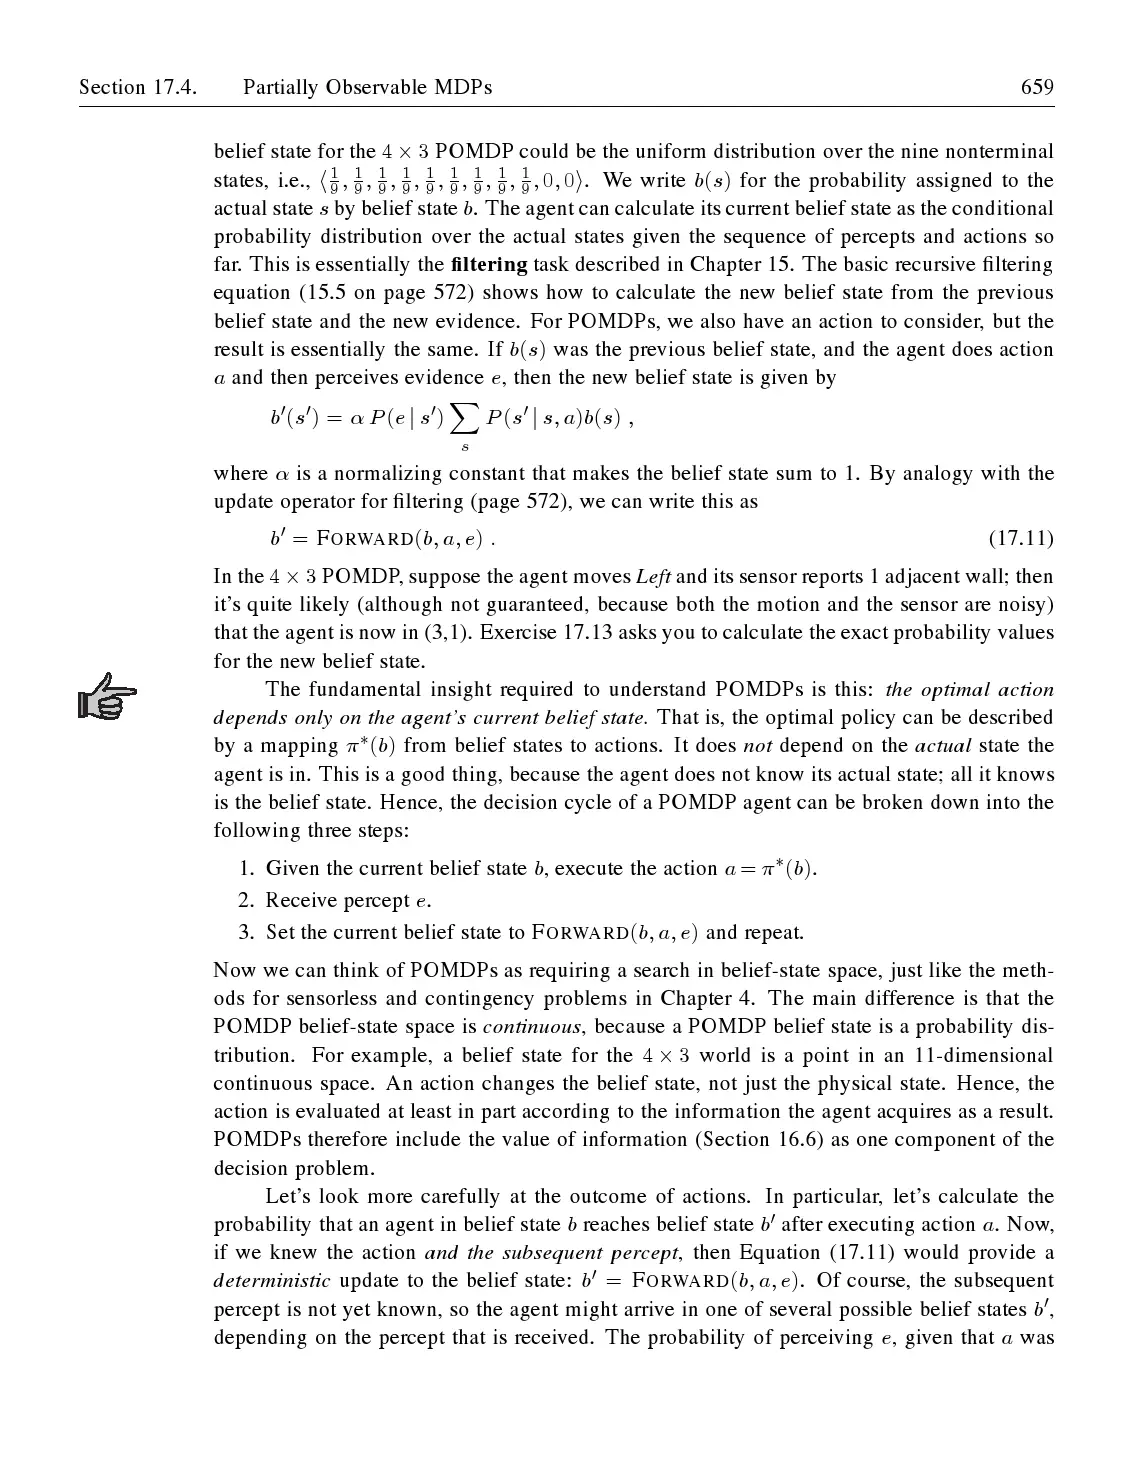 Section 17.4. Partially Observable MDPs 659
belief state for the 4 × 3 POMDP could be the uniform distribution over the nine nonterminal
states, i.e., ⟨1/9, 1/9, 1/9, 1/9, 1/9, 1/9, 1/9, 1/9, 1/9, 0, 0⟩. We write b(s) for the probability assigned to the
actual state s by belief state b. The agent can calculate its current belief state as the conditional
probability distribution over the actual states given the sequence of percepts and actions so
far. This is essentially the filtering task described in Chapter 15. The basic recursive filtering
equation (15.5 on page 572) shows how to calculate the new belief state from the previous
belief state and the new evidence. For POMDPs, we also have an action to consider, but the
result is essentially the same. If b(s) was the previous belief state, and the agent does action
a and then perceives evidence e, then the new belief state is given by
b′(s′) = α P(e | s′) ∑ P(s′ | s, a)b(s) ,
s
where α is a normalizing constant that makes the belief state sum to 1. By analogy with the
update operator for filtering (page 572), we can write this as
b′ = FORWARD(b, a, e) . (17.11)
In the 4 × 3 POMDP, suppose the agent moves Left and its sensor reports 1 adjacent wall; then
it's quite likely (although not guaranteed, because both the motion and the sensor are noisy)
that the agent is now in (3,1). Exercise 17.13 asks you to calculate the exact probability values
for the new belief state.
The fundamental insight required to understand POMDPs is this: the optimal action
depends only on the agent's current belief state. That is, the optimal policy can be described
by a mapping π*(b) from belief states to actions. It does not depend on the actual state the
agent is in. This is a good thing, because the agent does not know its actual state; all it knows
is the belief state. Hence, the decision cycle of a POMDP agent can be broken down into the
following three steps:
1. Given the current belief state b, execute the action a = π*(b).
2. Receive percept e.
3. Set the current belief state to FORWARD(b, a, e) and repeat.
Now we can think of POMDPs as requiring a search in belief-state space, just like the meth-
ods for sensorless and contingency problems in Chapter 4. The main difference is that the
POMDP belief-state space is continuous, because a POMDP belief state is a probability dis-
tribution. For example, a belief state for the 4 × 3 world is a point in an 11-dimensional
continuous space. An action changes the belief state, not just the physical state. Hence, the
action is evaluated at least in part according to the information the agent acquires as a result.
POMDPs therefore include the value of information (Section 16.6) as one component of the
decision problem.
Let's look more carefully at the outcome of actions. In particular, let's calculate the
probability that an agent in belief state b reaches belief state b′ after executing action a. Now,
if we knew the action and the subsequent percept, then Equation (17.11) would provide a
deterministic update to the belief state: b′ = FORWARD(b, a, e). Of course, the subsequent
percept is not yet known, so the agent might arrive in one of several possible belief states b′,
depending on the percept that is received. The probability of perceiving e, given that a was